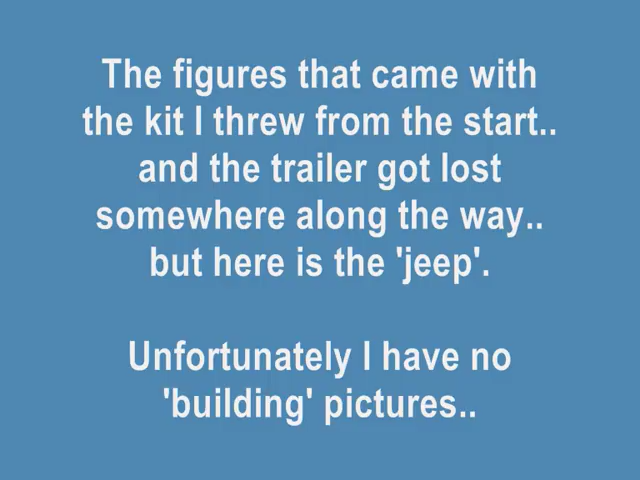 The figures that came with
the kit I threw from the start..
and the trailer got lost
somewhere along the way..
but here is the 'jeep'.
Unfortunately I have no
'building' pictures..